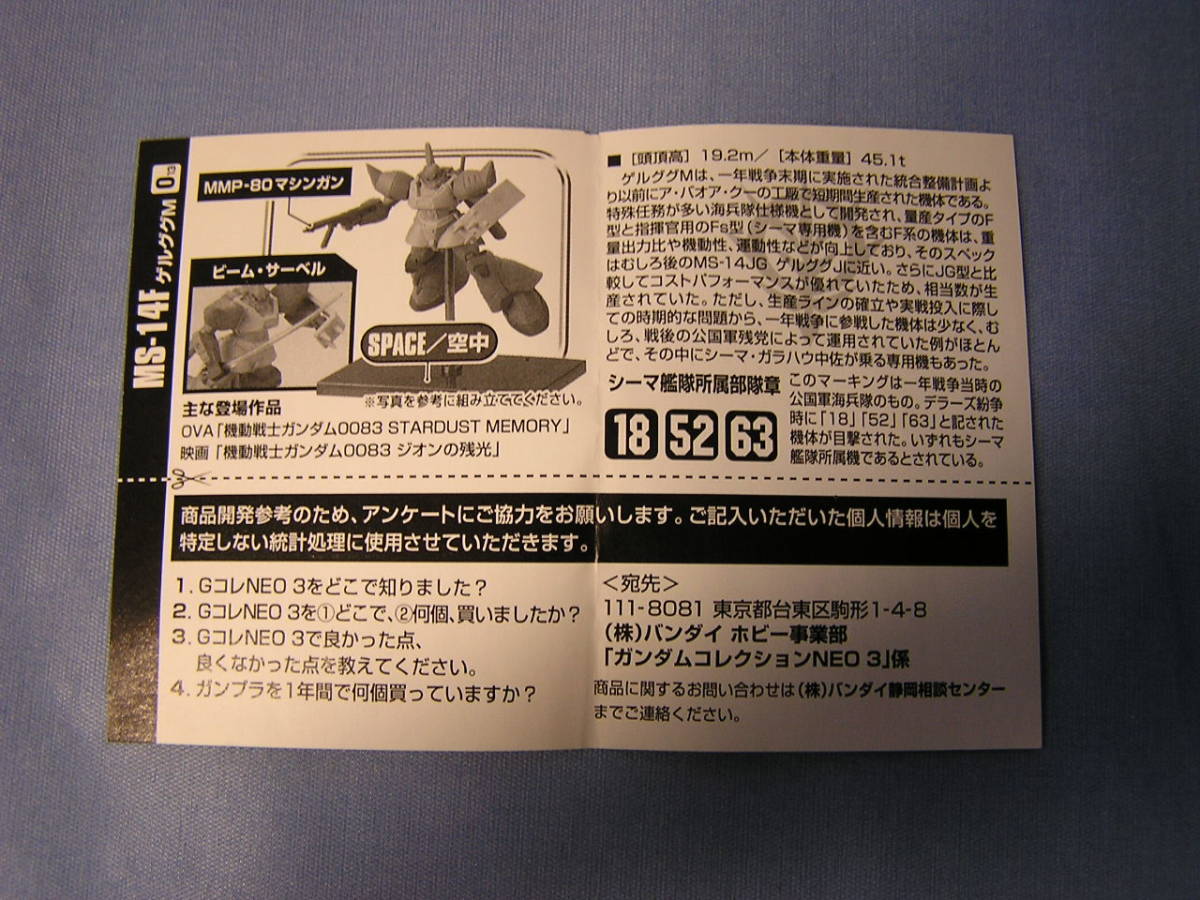 MS-14F ゲルググM 013
MMP-80マシンガン
ビーム・サーベル
SPACE/空中
※写真を参考に組み立ててください。
主な登場作品
OVA「機動戦士ガンダム0083 STARDUST MEMORY」
映画「機動戦士ガンダム0083 ジオンの残光」
■［頭頂高］19.2m/［本体重量］45.1t
ゲルググMは、一年戦争末期に実施された統合整備計画よ
り以前にア・バオア・クーの工廠で短期間生産された機体である。
特殊任務が多い海兵隊仕様機として開発され、量産タイプのF
型と指揮官用のFs型（シーマ専用機）を含むF系の機体は、重
量出力比や機動性、運動性などが向上しており、そのスペック
はむしろ後のMS-14JG ゲルググJに近い。さらにJG型と比
較してコストパフォーマンスが優れていたため、相当数が生
産されていた。ただし、生産ラインの確立や実戦投入に際し
ての時期的な問題から、一年戦争に参戦した機体は少なく、む
しろ、戦後の公国軍残党によって運用されていた例がほとん
どで、その中にシーマ・ガラハウ中佐が乗る専用機もあった。
シーマ艦隊所属部隊章
18 52 63
このマーキングは一年戦争当時の
公国軍海兵隊のもの。デラーズ紛争
時に「18」「52」「63」と記された
機体が目撃された。いずれもシーマ
艦隊所属機であるとされている。
商品開発参考のため、アンケートにご協力をお願いします。ご記入いただいた個人情報は個人を
特定しない統計処理に使用させていただきます。
1. GコレNEO 3をどこで知りました?
2. GコレNEO 3を①どこで、②何個、買いましたか?
3. GコレNEO 3で良かった点、
良くなかった点を教えてください。
4. ガンプラを1年間で何個買っていますか?
＜宛先＞
111-8081 東京都台東区駒形1-4-8
(株)バンダイ ホビー事業部
「ガンダムコレクションNEO 3」係
商品に関するお問い合わせは(株)バンダイ静岡相談センター
までご連絡ください。